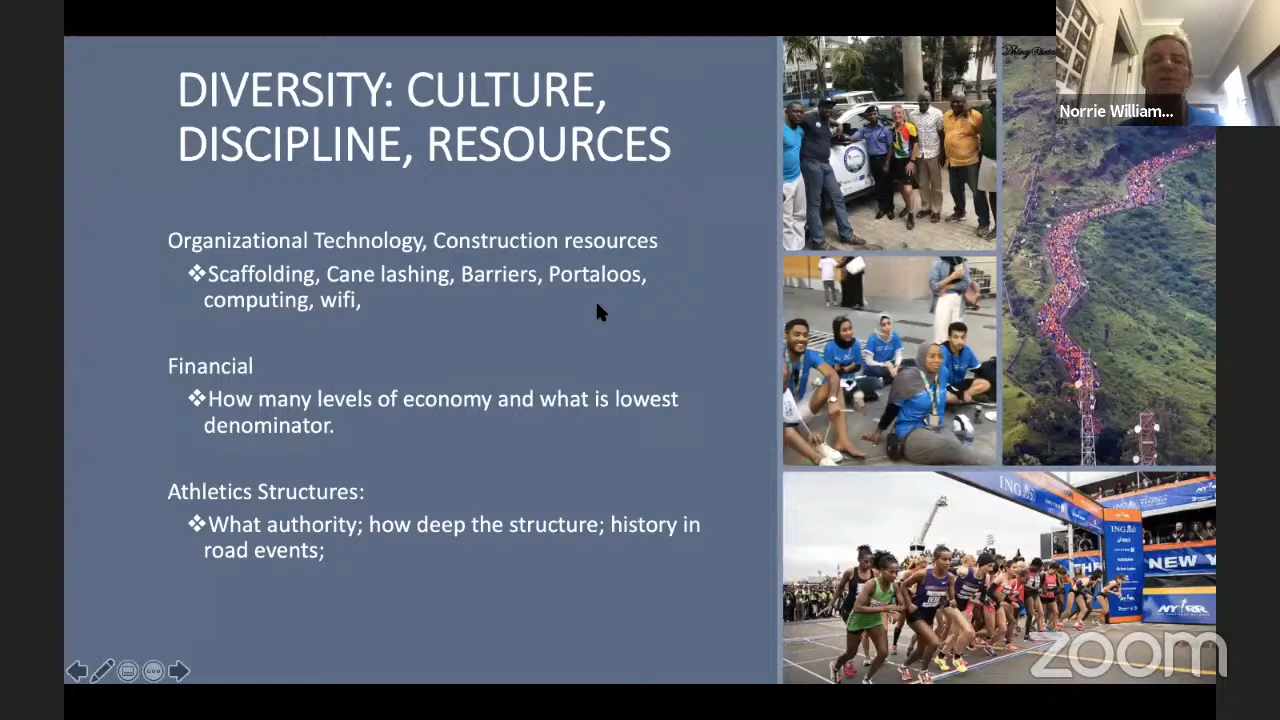 DIVERSITY: CULTURE,
DISCIPLINE, RESOURCES
Organizational Technology, Construction resources
❖Scaffolding, Cane lashing, Barriers, Portaloos,
computing, wifi,
Financial
❖How many levels of economy and what is lowest
denominator.
Athletics Structures:
❖What authority; how deep the structure; history in
road events;
Norrie William...
ING
ING
NEW Y
zoom